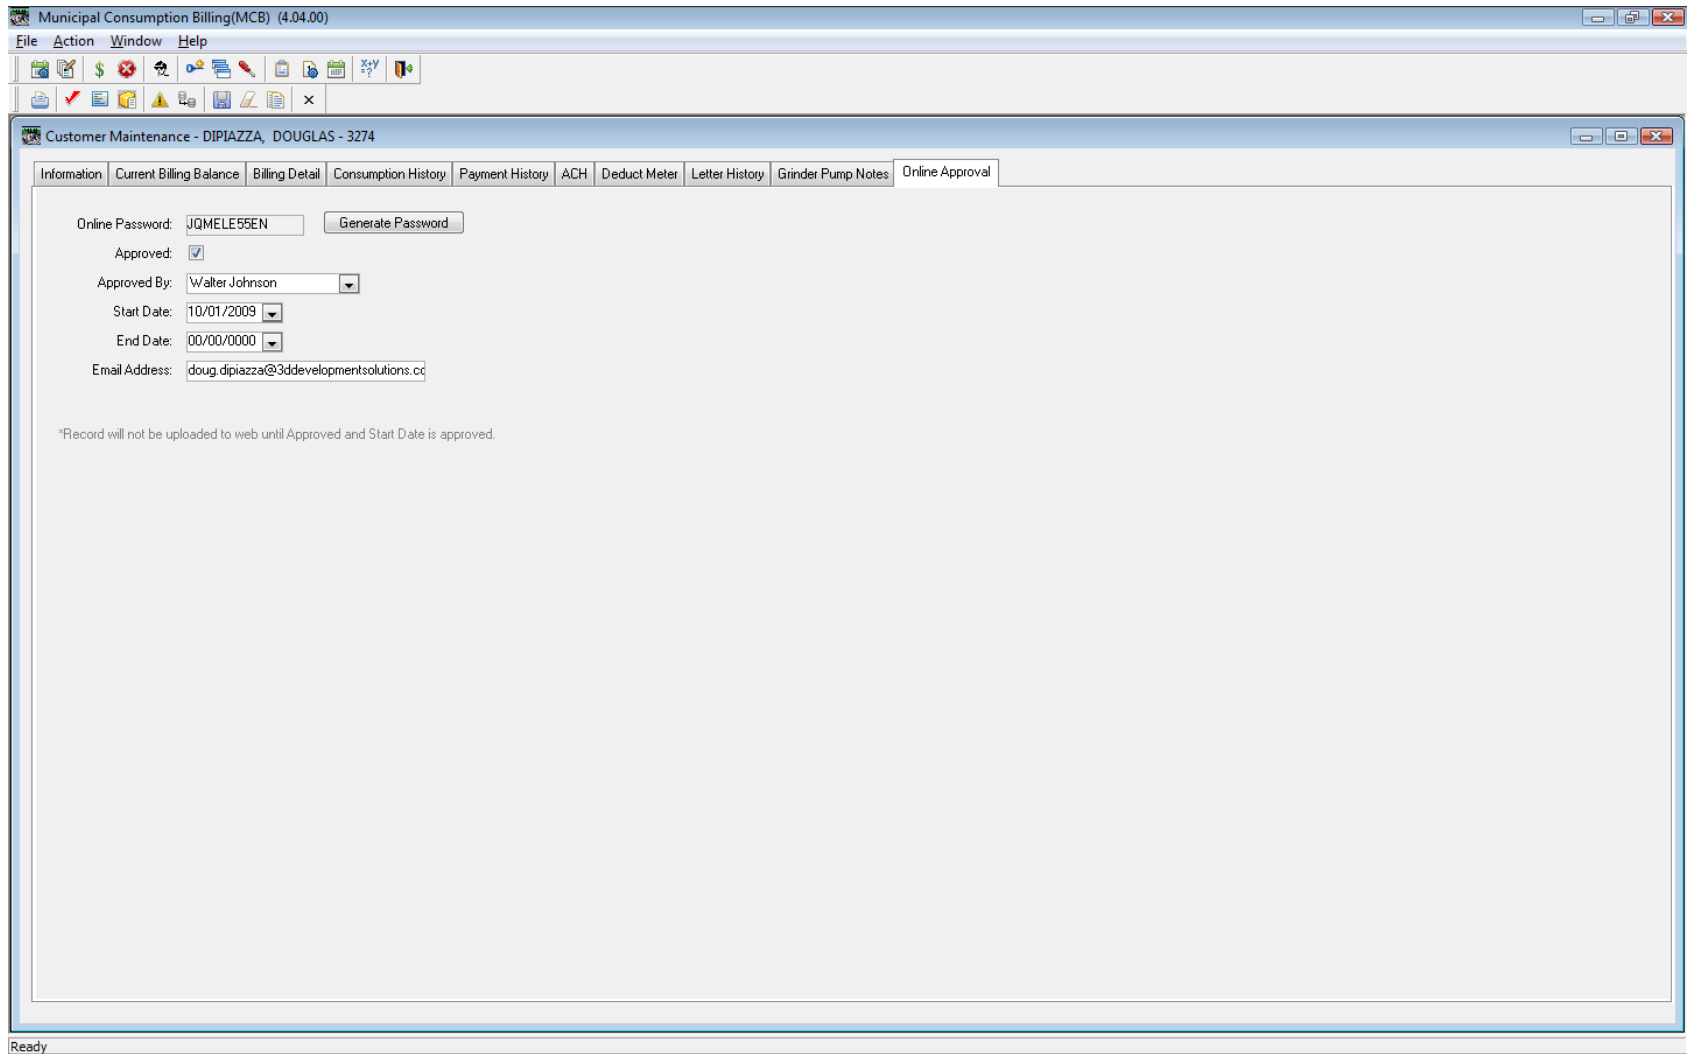 Municipal Consumption Billing(MCB) (4.04.00)
File Action Window Help
$ X+Y =?
Customer Maintenance - DIPIAZZA, DOUGLAS - 3274
Information Current Billing Balance Billing Detail Consumption History Payment History ACH Deduct Meter Letter History Grinder Pump Notes Online Approval
Online Password: JQMELE55EN Generate Password
Approved:
Approved By: Walter Johnson
Start Date: 10/01/2009
End Date: 00/00/0000
Email Address: doug.dipiazza@3ddevelopmentsolutions.cc
*Record will not be uploaded to web until Approved and Start Date is approved.
Ready